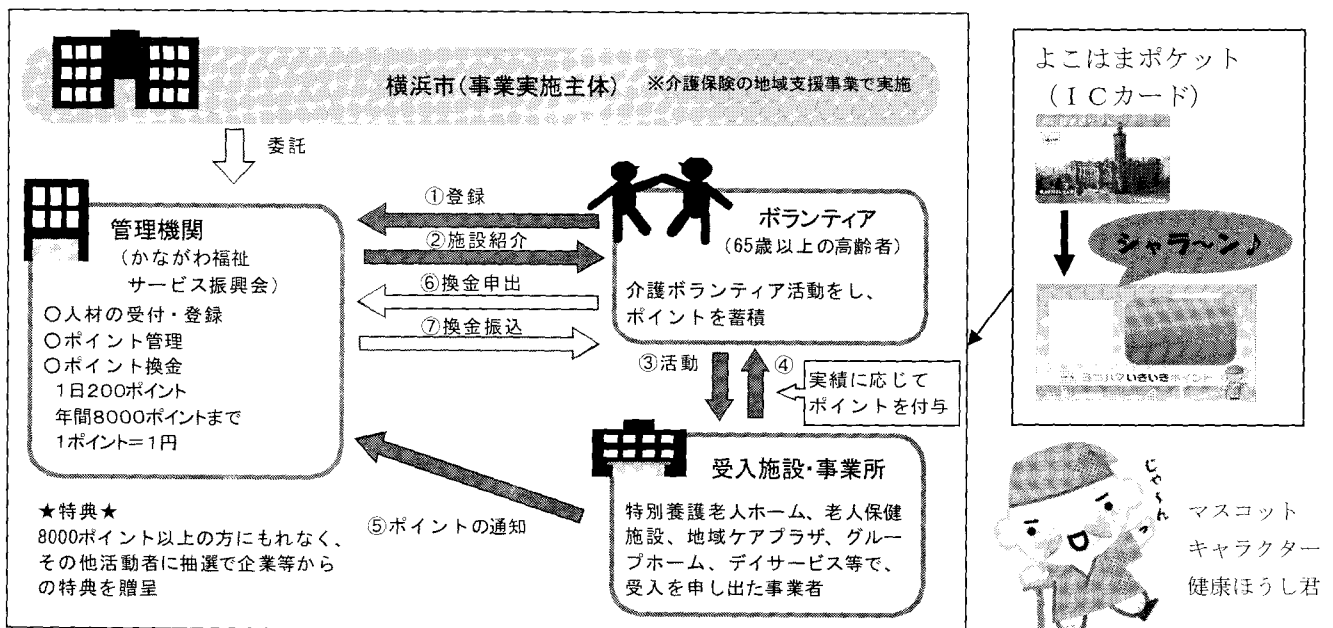 横浜市(事業実施主体) ※介護保険の地域支援事業で実施
委託
管理機関
(かながわ福祉
サービス振興会)
○人材の受付・登録
○ポイント管理
○ポイント換金
1日200ポイント
年間8000ポイントまで
1ポイント=1円
①登録
②施設紹介
⑥換金申出
⑦換金振込
ボランティア
(65歳以上の高齢者)
介護ボランティア活動をし、
ポイントを蓄積
③活動
④
実績に応じて
ポイントを付与
⑤ポイントの通知
受入施設・事業所
特別養護老人ホーム、老人保健
施設、地域ケアプラザ、グルー
プホーム、デイサービス等で、
受入を申し出た事業者
★特典★
8000ポイント以上の方にもれなく、
その他活動者に抽選で企業等から
の特典を贈呈
よこはまポケット
(ICカード)
シャラ～ン♪
ヨコハマいきいきポイント
じゃ～んっ
マスコット
キャラクター
健康ほうし君